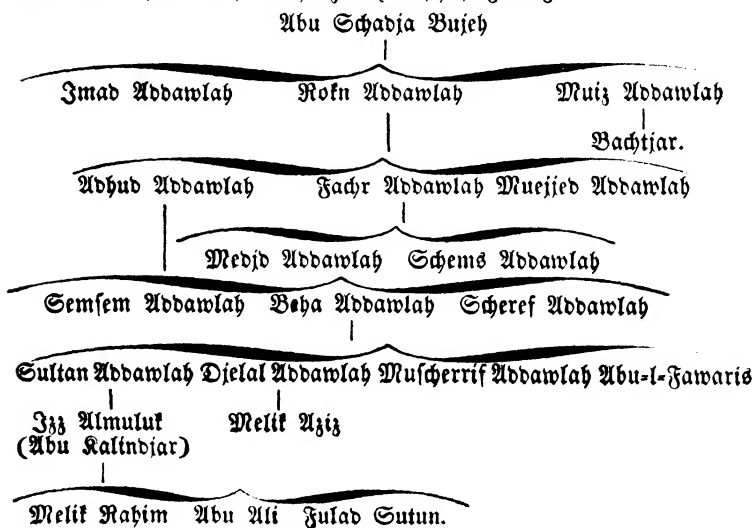 Abu Schadja Bujeh
Imad Addawlah Rokn Addawlah Muiz Addawlah
Bachtjar.
Adhud Addawlah Fachr Addawlah Muejjed Addawlah
Medjd Addawlah Schems Addawlah
Semsem Addawlah Beha Addawlah Scheref Addawlah
Sultan Addawlah Djelal Addawlah Muscherrif Addawlah Abu-l-Fawaris
Izz Almuluk Melik Aziz
(Abu Kalindjar)
Melik Rahim Abu Ali Fulad Sutun.